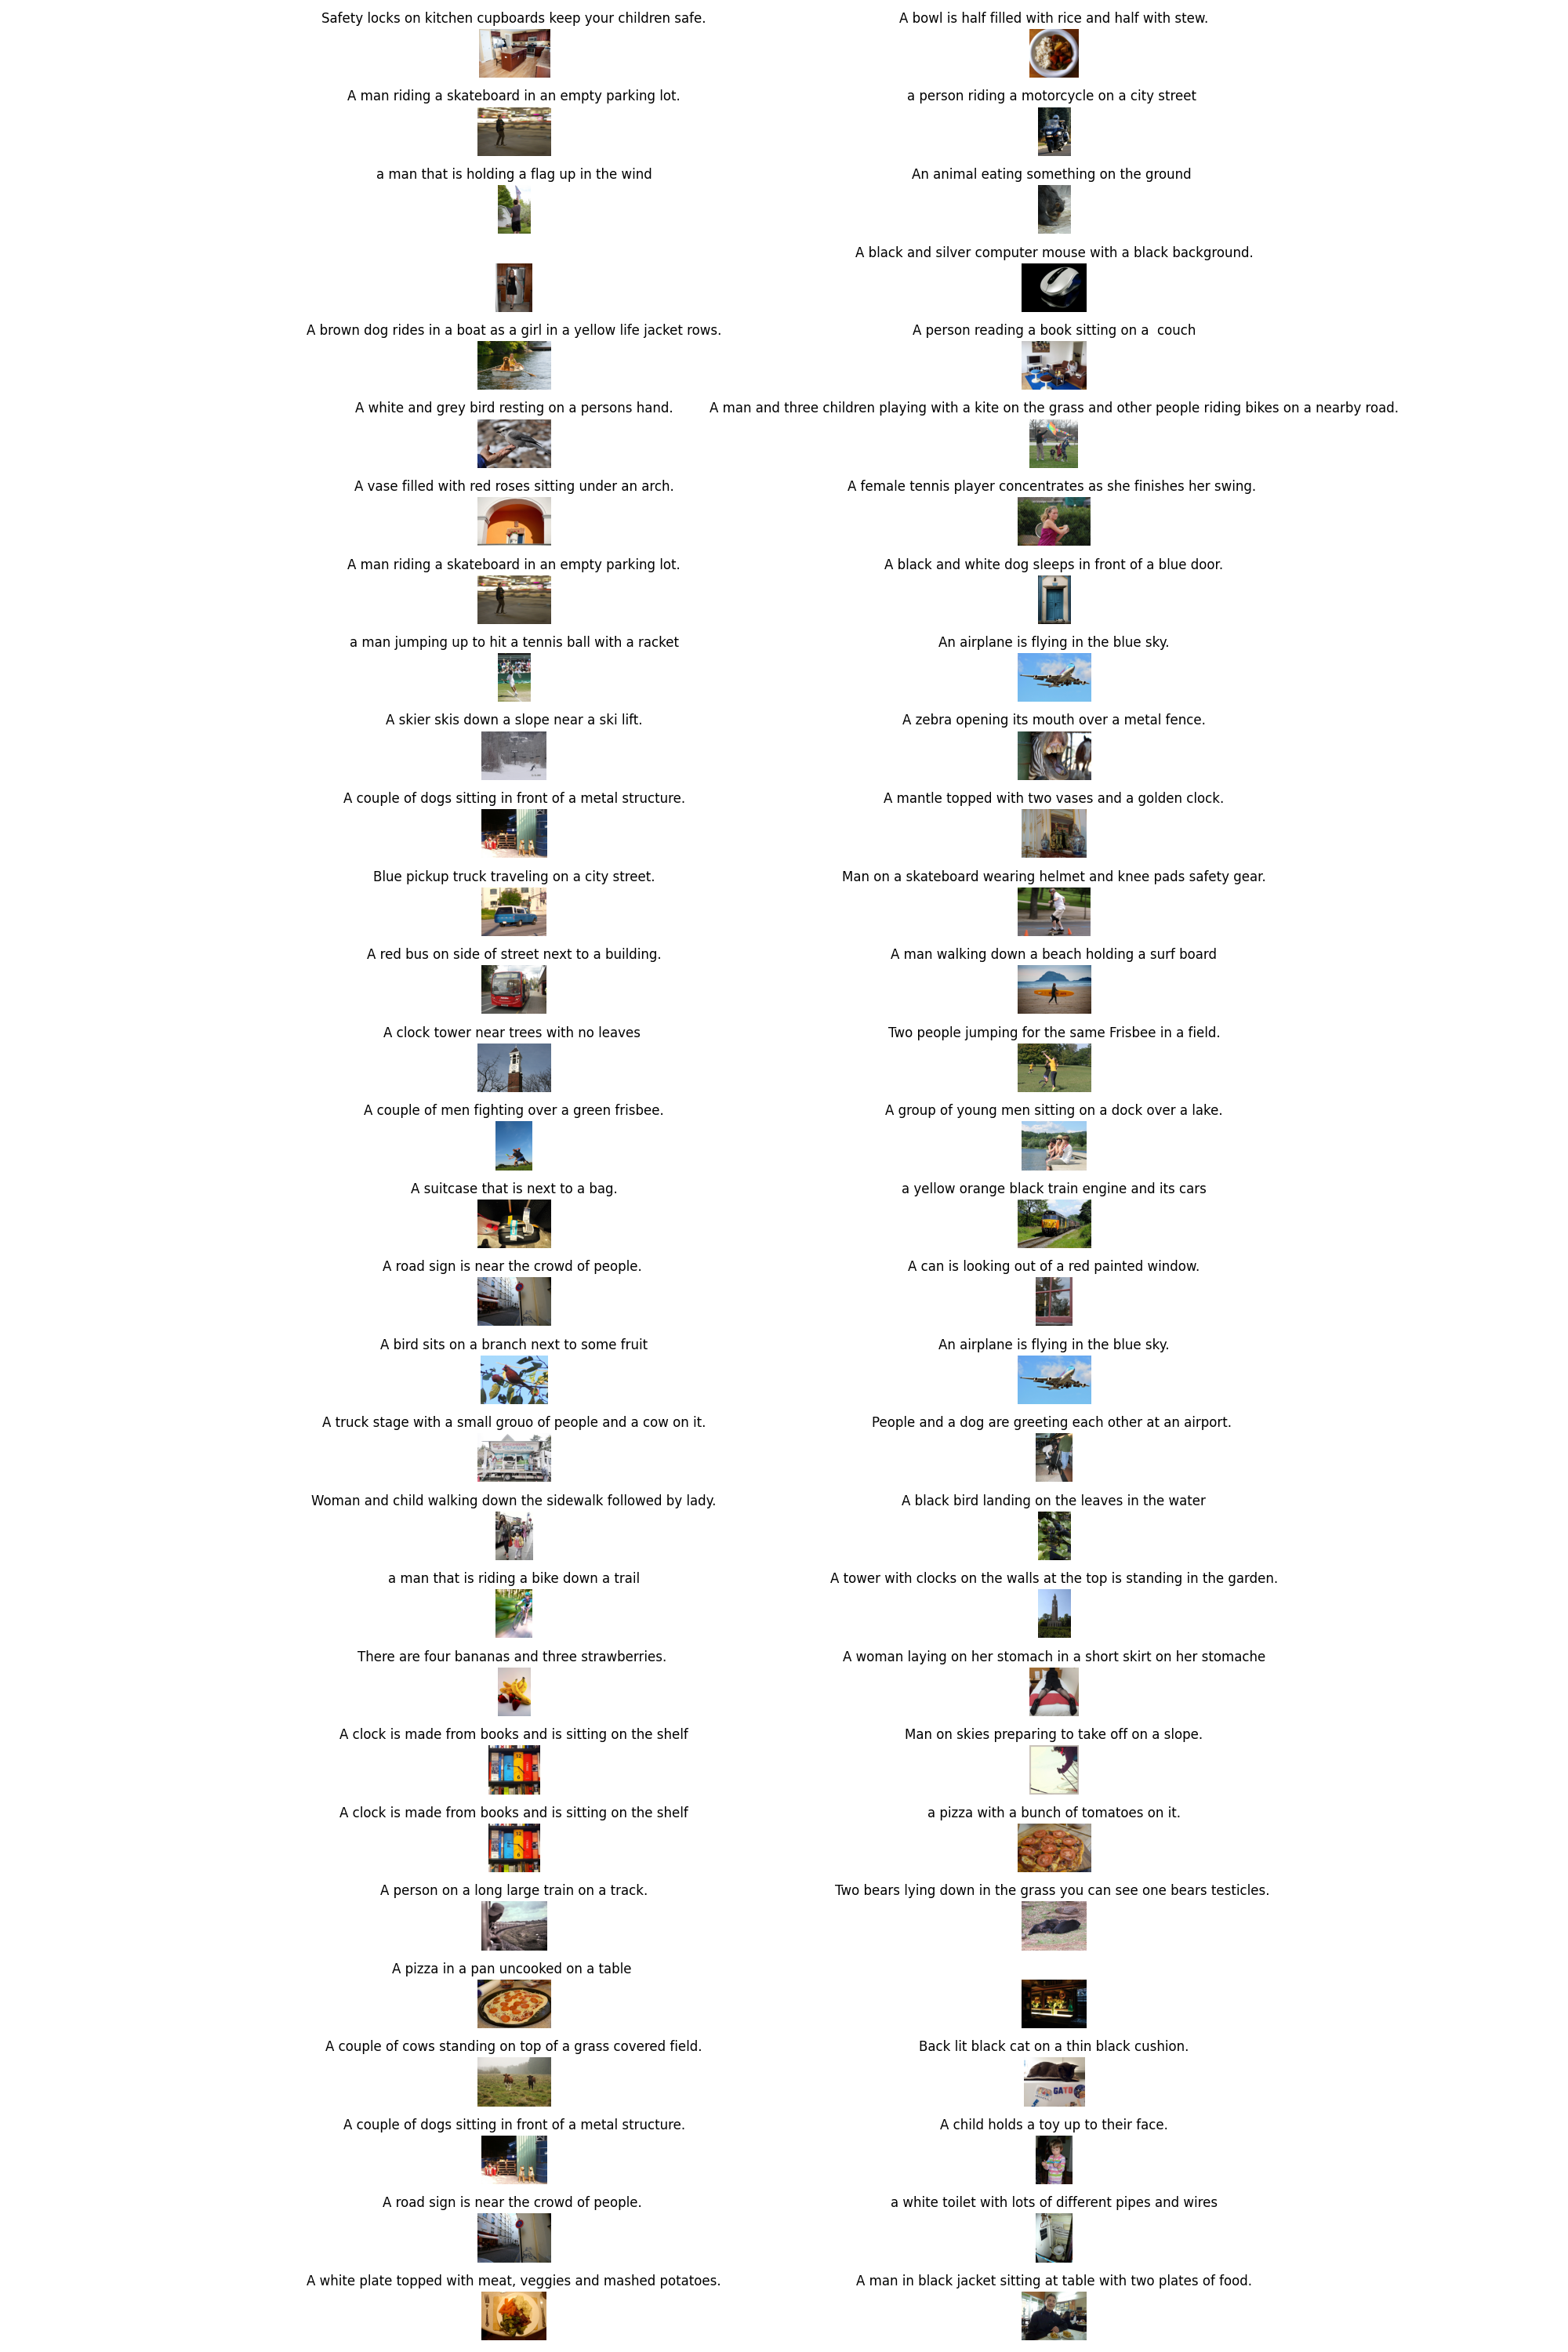 Safety locks on kitchen cupboards keep your children safe.
A bowl is half filled with rice and half with stew.
A man riding a skateboard in an empty parking lot.
a person riding a motorcycle on a city street
a man that is holding a flag up in the wind
An animal eating something on the ground
A black and silver computer mouse with a black background.
A brown dog rides in a boat as a girl in a yellow life jacket rows.
A person reading a book sitting on a  couch
A white and grey bird resting on a persons hand.
A man and three children playing with a kite on the grass and other people riding bikes on a nearby road.
A vase filled with red roses sitting under an arch.
A female tennis player concentrates as she finishes her swing.
A man riding a skateboard in an empty parking lot.
A black and white dog sleeps in front of a blue door.
a man jumping up to hit a tennis ball with a racket
An airplane is flying in the blue sky.
A skier skis down a slope near a ski lift.
A zebra opening its mouth over a metal fence.
A couple of dogs sitting in front of a metal structure.
A mantle topped with two vases and a golden clock.
Blue pickup truck traveling on a city street.
Man on a skateboard wearing helmet and knee pads safety gear.
A red bus on side of street next to a building.
A man walking down a beach holding a surf board
A clock tower near trees with no leaves
Two people jumping for the same Frisbee in a field.
A couple of men fighting over a green frisbee.
A group of young men sitting on a dock over a lake.
A suitcase that is next to a bag.
a yellow orange black train engine and its cars
A road sign is near the crowd of people.
A can is looking out of a red painted window.
A bird sits on a branch next to some fruit
An airplane is flying in the blue sky.
A truck stage with a small grouo of people and a cow on it.
People and a dog are greeting each other at an airport.
Woman and child walking down the sidewalk followed by lady.
A black bird landing on the leaves in the water
a man that is riding a bike down a trail
A tower with clocks on the walls at the top is standing in the garden.
There are four bananas and three strawberries.
A woman laying on her stomach in a short skirt on her stomache
A clock is made from books and is sitting on the shelf
Man on skies preparing to take off on a slope.
A clock is made from books and is sitting on the shelf
a pizza with a bunch of tomatoes on it.
A person on a long large train on a track.
Two bears lying down in the grass you can see one bears testicles.
A pizza in a pan uncooked on a table
A couple of cows standing on top of a grass covered field.
Back lit black cat on a thin black cushion.
GATO
A couple of dogs sitting in front of a metal structure.
A child holds a toy up to their face.
A road sign is near the crowd of people.
a white toilet with lots of different pipes and wires
A white plate topped with meat, veggies and mashed potatoes.
A man in black jacket sitting at table with two plates of food.